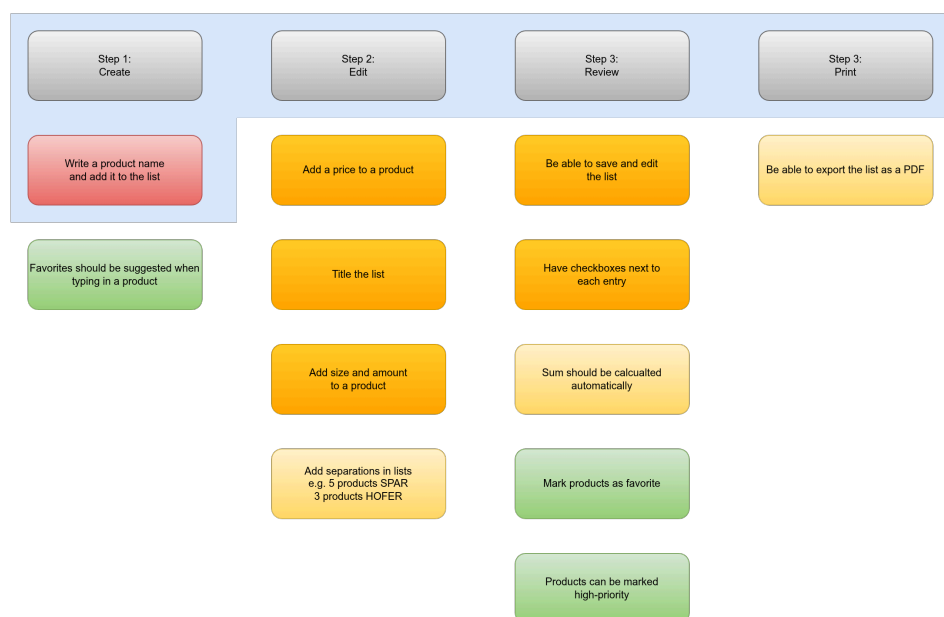 Step 1:
Create
Step 2:
Edit
Step 3:
Review
Step 3:
Print
Write a product name
and add it to the list
Add a price to a product
Be able to save and edit
the list
Be able to export the list as a PDF
Favorites should be suggested when
typing in a product
Title the list
Have checkboxes next to
each entry
Add size and amount
to a product
Sum should be calcualted
automatically
Add separations in lists
e.g. 5 products SPAR
3 products HOFER
Mark products as favorite
Products can be marked
high-priority